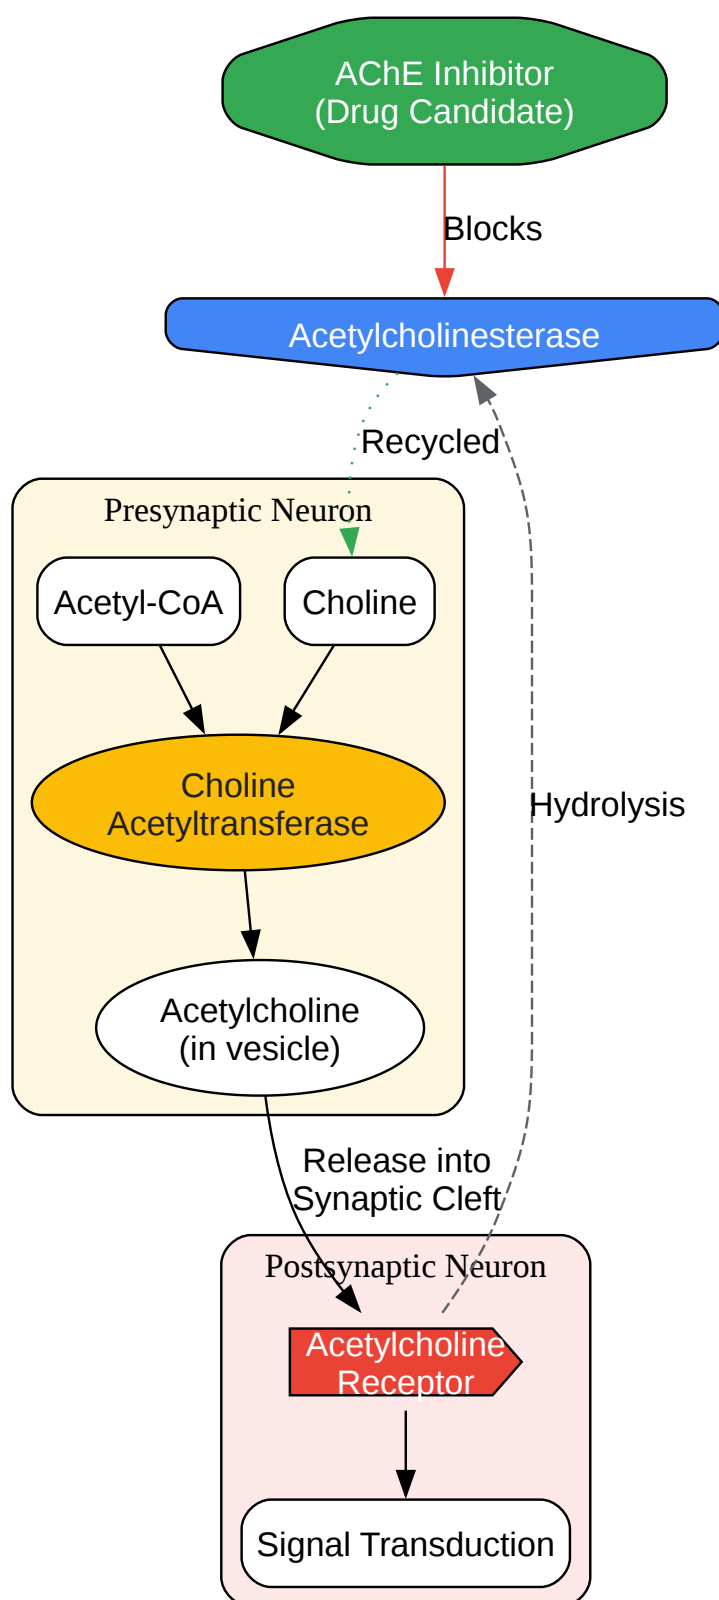 AChE Inhibitor
(Drug Candidate)
Blocks
Acetylcholinesterase
Recycled
Presynaptic Neuron
Acetyl-CoA
Choline
Choline
Acetyltransferase
Hydrolysis
Acetylcholine
(in vesicle)
Release into
Synaptic Cleft
Postsynaptic Neuron
Acetylcholine
Receptor
Signal Transduction